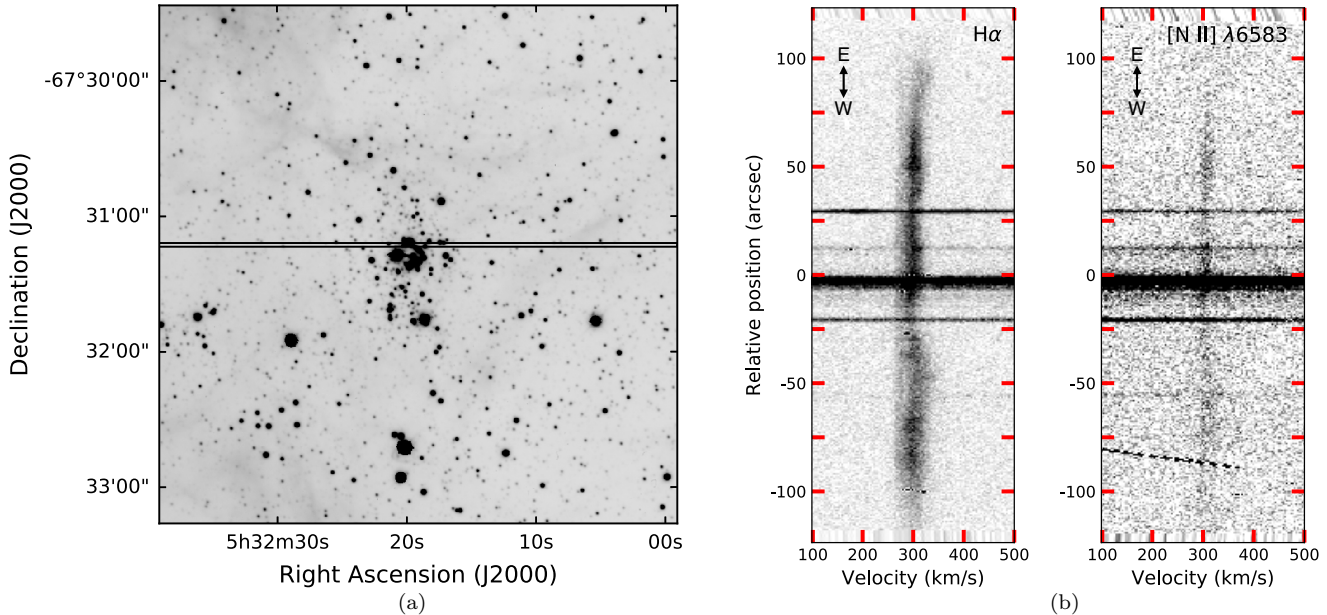 Declination (J2000)
-67°30'00"
31'00"
32'00"
33'00"
5h32m30s
20s
10s
00s
Right Ascension (J2000)
(a)
Relative position (arcsec)
100
50
0
-50
-100
Hα
E
W
100
200
300
400
500
Velocity (km/s)
[N II] λ6583
E
W
100
50
0
-50
-100
100
200
300
400
500
Velocity (km/s)
(b)